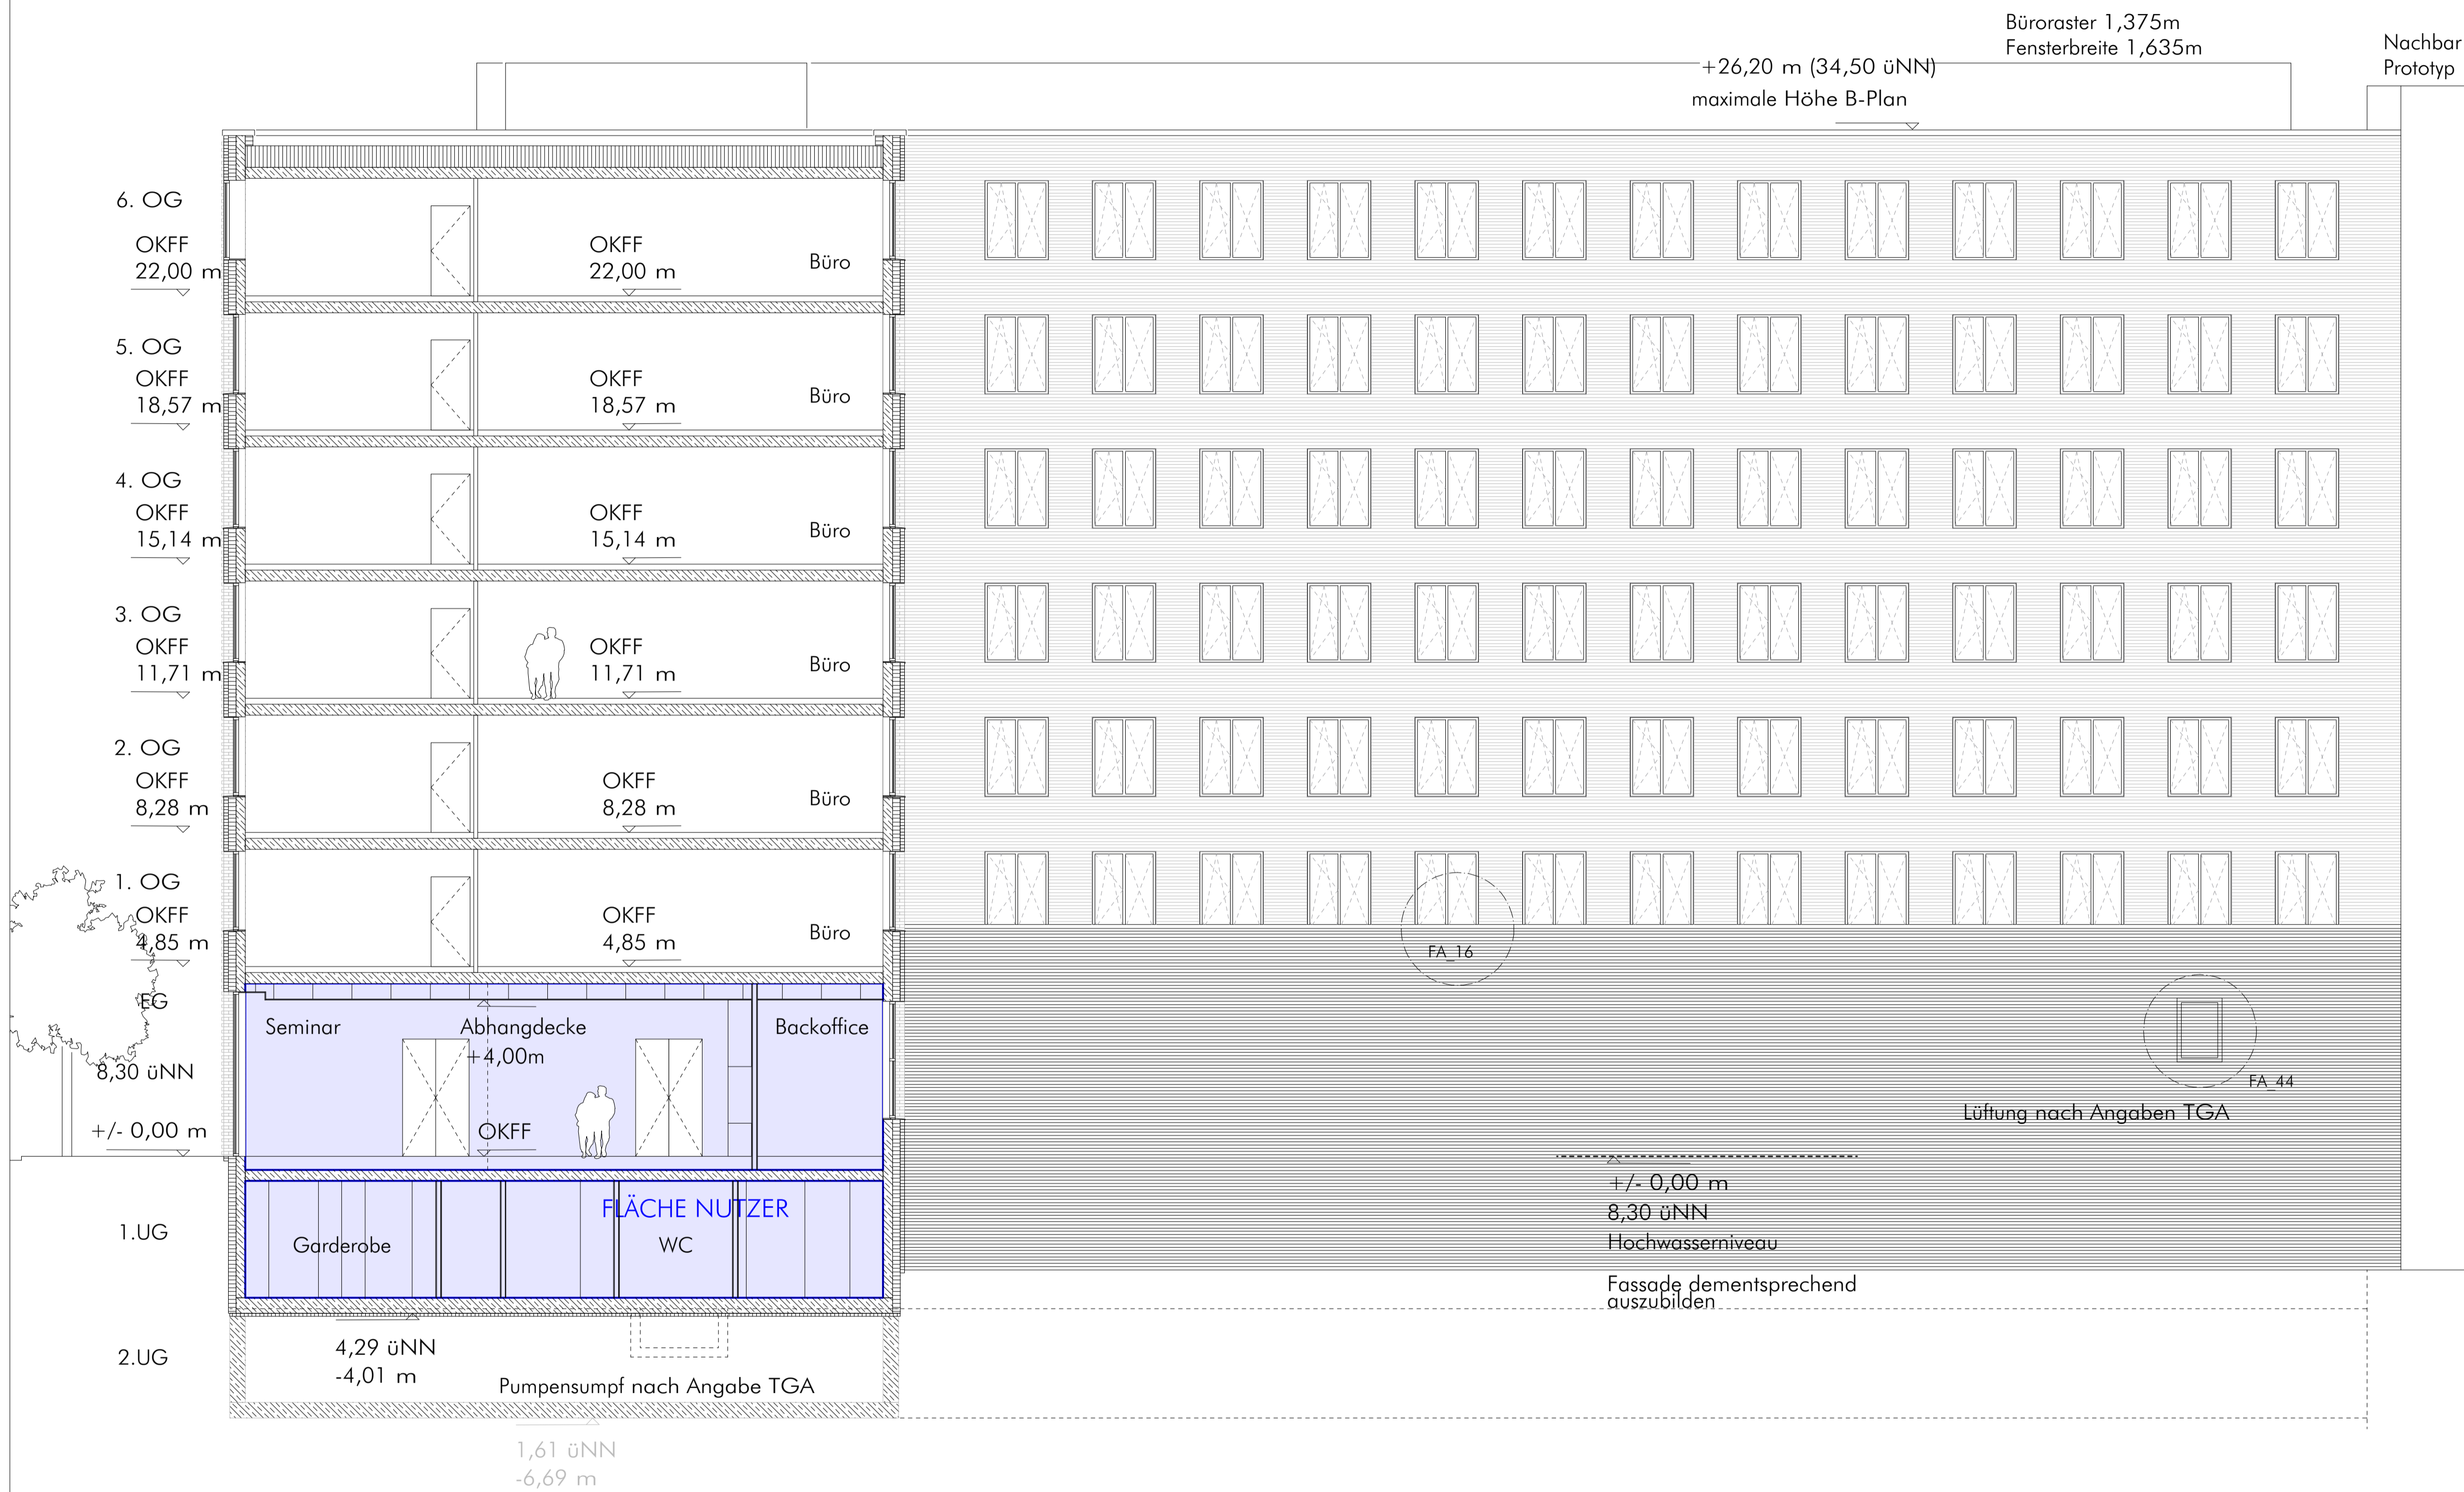 Büroraster 1,375m
Fensterbreite 1,635m
Nachbar
Prototyp
+26,20 m (34,50 üNN)
maximale Höhe B-Plan
6. OG
OKFF
22,00 m
OKFF
22,00 m
Büro
5. OG
OKFF
18,57 m
OKFF
18,57 m
Büro
4. OG
OKFF
15,14 m
OKFF
15,14 m
Büro
3. OG
OKFF
11,71 m
OKFF
11,71 m
Büro
2. OG
OKFF
8,28 m
OKFF
8,28 m
Büro
1. OG
OKFF
4,85 m
OKFF
4,85 m
Büro
FA_16
EG
Seminar
Abhangdecke
+4,00m
Backoffice
8,30 üNN
+/- 0,00 m
OKFF
FA_44
Lüftung nach Angaben TGA
+/- 0,00 m
8,30 üNN
Hochwasserniveau
Fassade dementsprechend
auszubilden
1.UG
FLÄCHE NUTZER
Garderobe
WC
2.UG
4,29 üNN
-4,01 m
Pumpensumpf nach Angabe TGA
1,61 üNN
-6,69 m